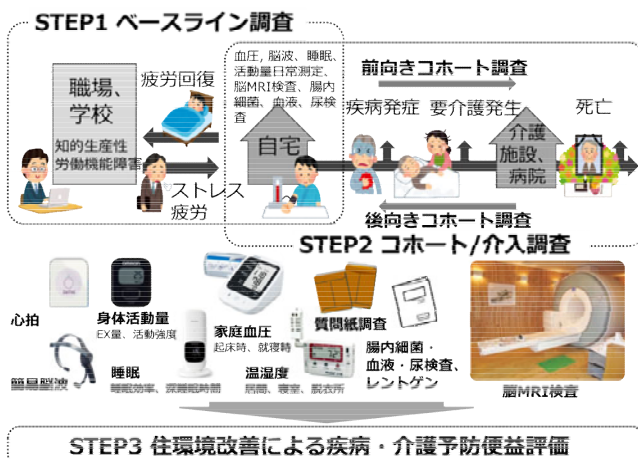 STEP1 ベースライン調査
職場、
学校
知的生産性
労働機能障害
疲労回復
ストレス
疲労
血圧, 脳波、睡眠、
活動量日常測定、
脳MRI検査、腸内
細菌、血液、尿検
査
自宅
前向きコホート調査
疾病発症
要介護発生
死亡
介護
施設、
病院
後向きコホート調査
STEP2 コホート/介入調査
心拍
身体活動量
EX量、活動強度
家庭血圧
起床時、就寝時
質問紙調査
簡易脳波
睡眠
睡眠効率、深睡眠時間
温湿度
居間、寝室、脱衣所
腸内細菌・
血液・尿検査、
レントゲン
脳MRI検査
STEP3 住環境改善による疾病・介護予防便益評価